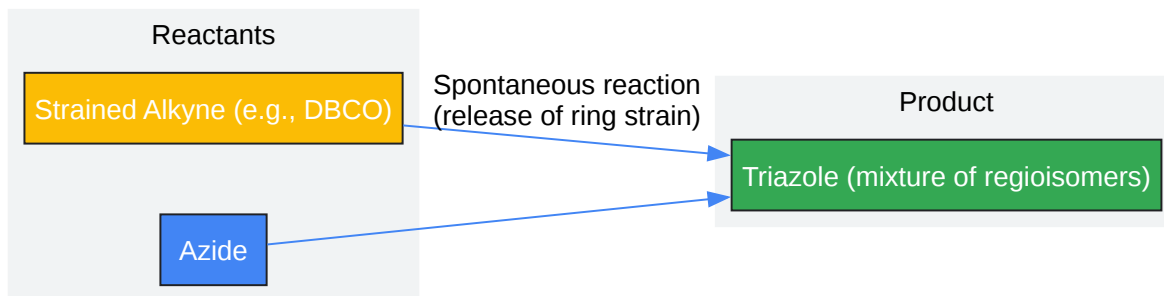 Reactants
Strained Alkyne (e.g., DBCO)
Azide
Spontaneous reaction
(release of ring strain)
Product
Triazole (mixture of regioisomers)